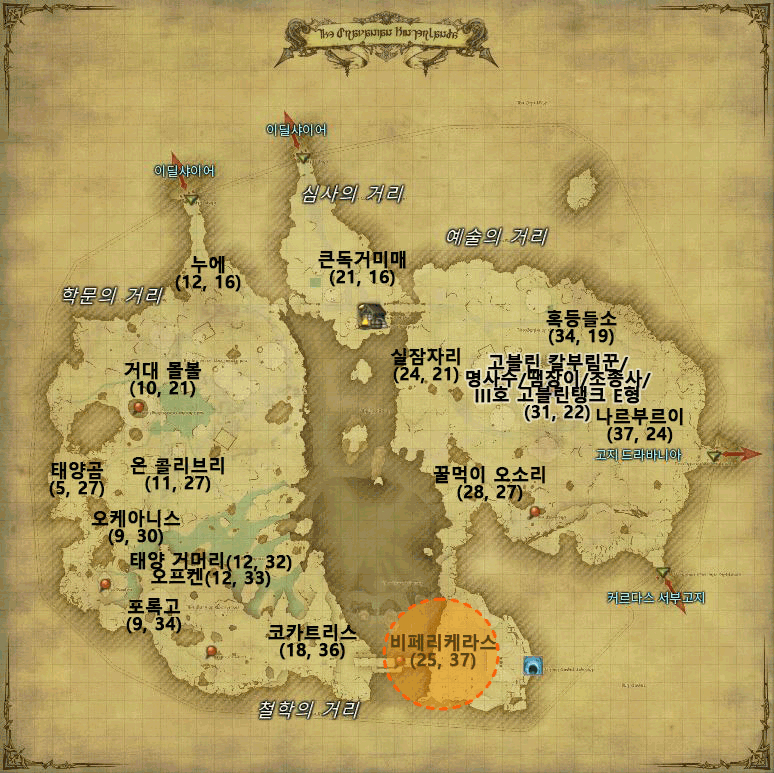 이딜샤이어
이딜샤이어
심사의 거리
예술의 거리
누에
(12, 16)
큰독거미매
(21, 16)
학문의 거리
혹등들소
(34, 19)
거대 몰볼
(10, 21)
실잠자리
(24, 21)
고블린 칼부림꾼/
명사수/땜장이/조종사/
III호 고블린탱크 E형
(31, 22)
나르부르이
(37, 24)
고지 드라바니아
태양곰
(5, 27)
온 콜리브리
(11, 27)
꿀먹이 오소리
(28, 27)
오케아니스
(9, 30)
태양 거머리(12, 32)
오프켄(12, 33)
포록고
(9, 34)
커르다스 서부고지
코카트리스
(18, 36)
비페리케라스
(25, 37)
철학의 거리